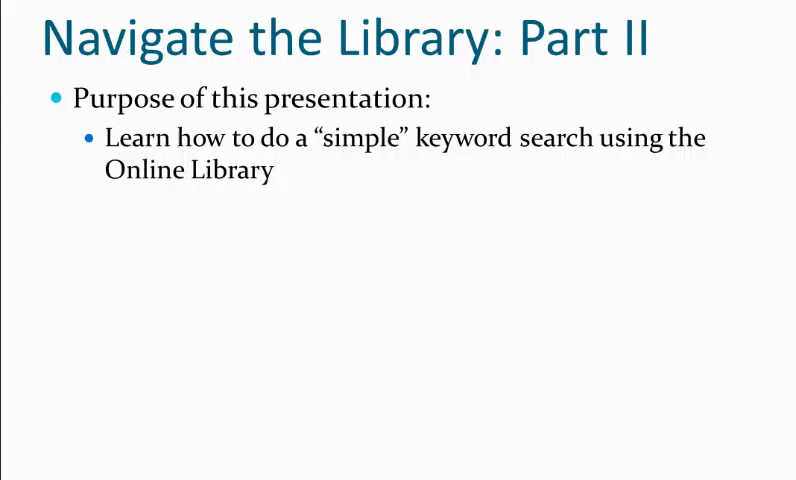 Navigate the Library: Part II
Purpose of this presentation:
Learn how to do a “simple” keyword search using the
Online Library